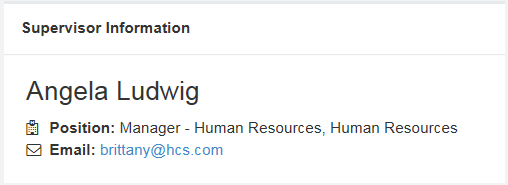 Supervisor Information
Angela Ludwig
Position: Manager - Human Resources, Human Resources
Email: brittany@hcs.com